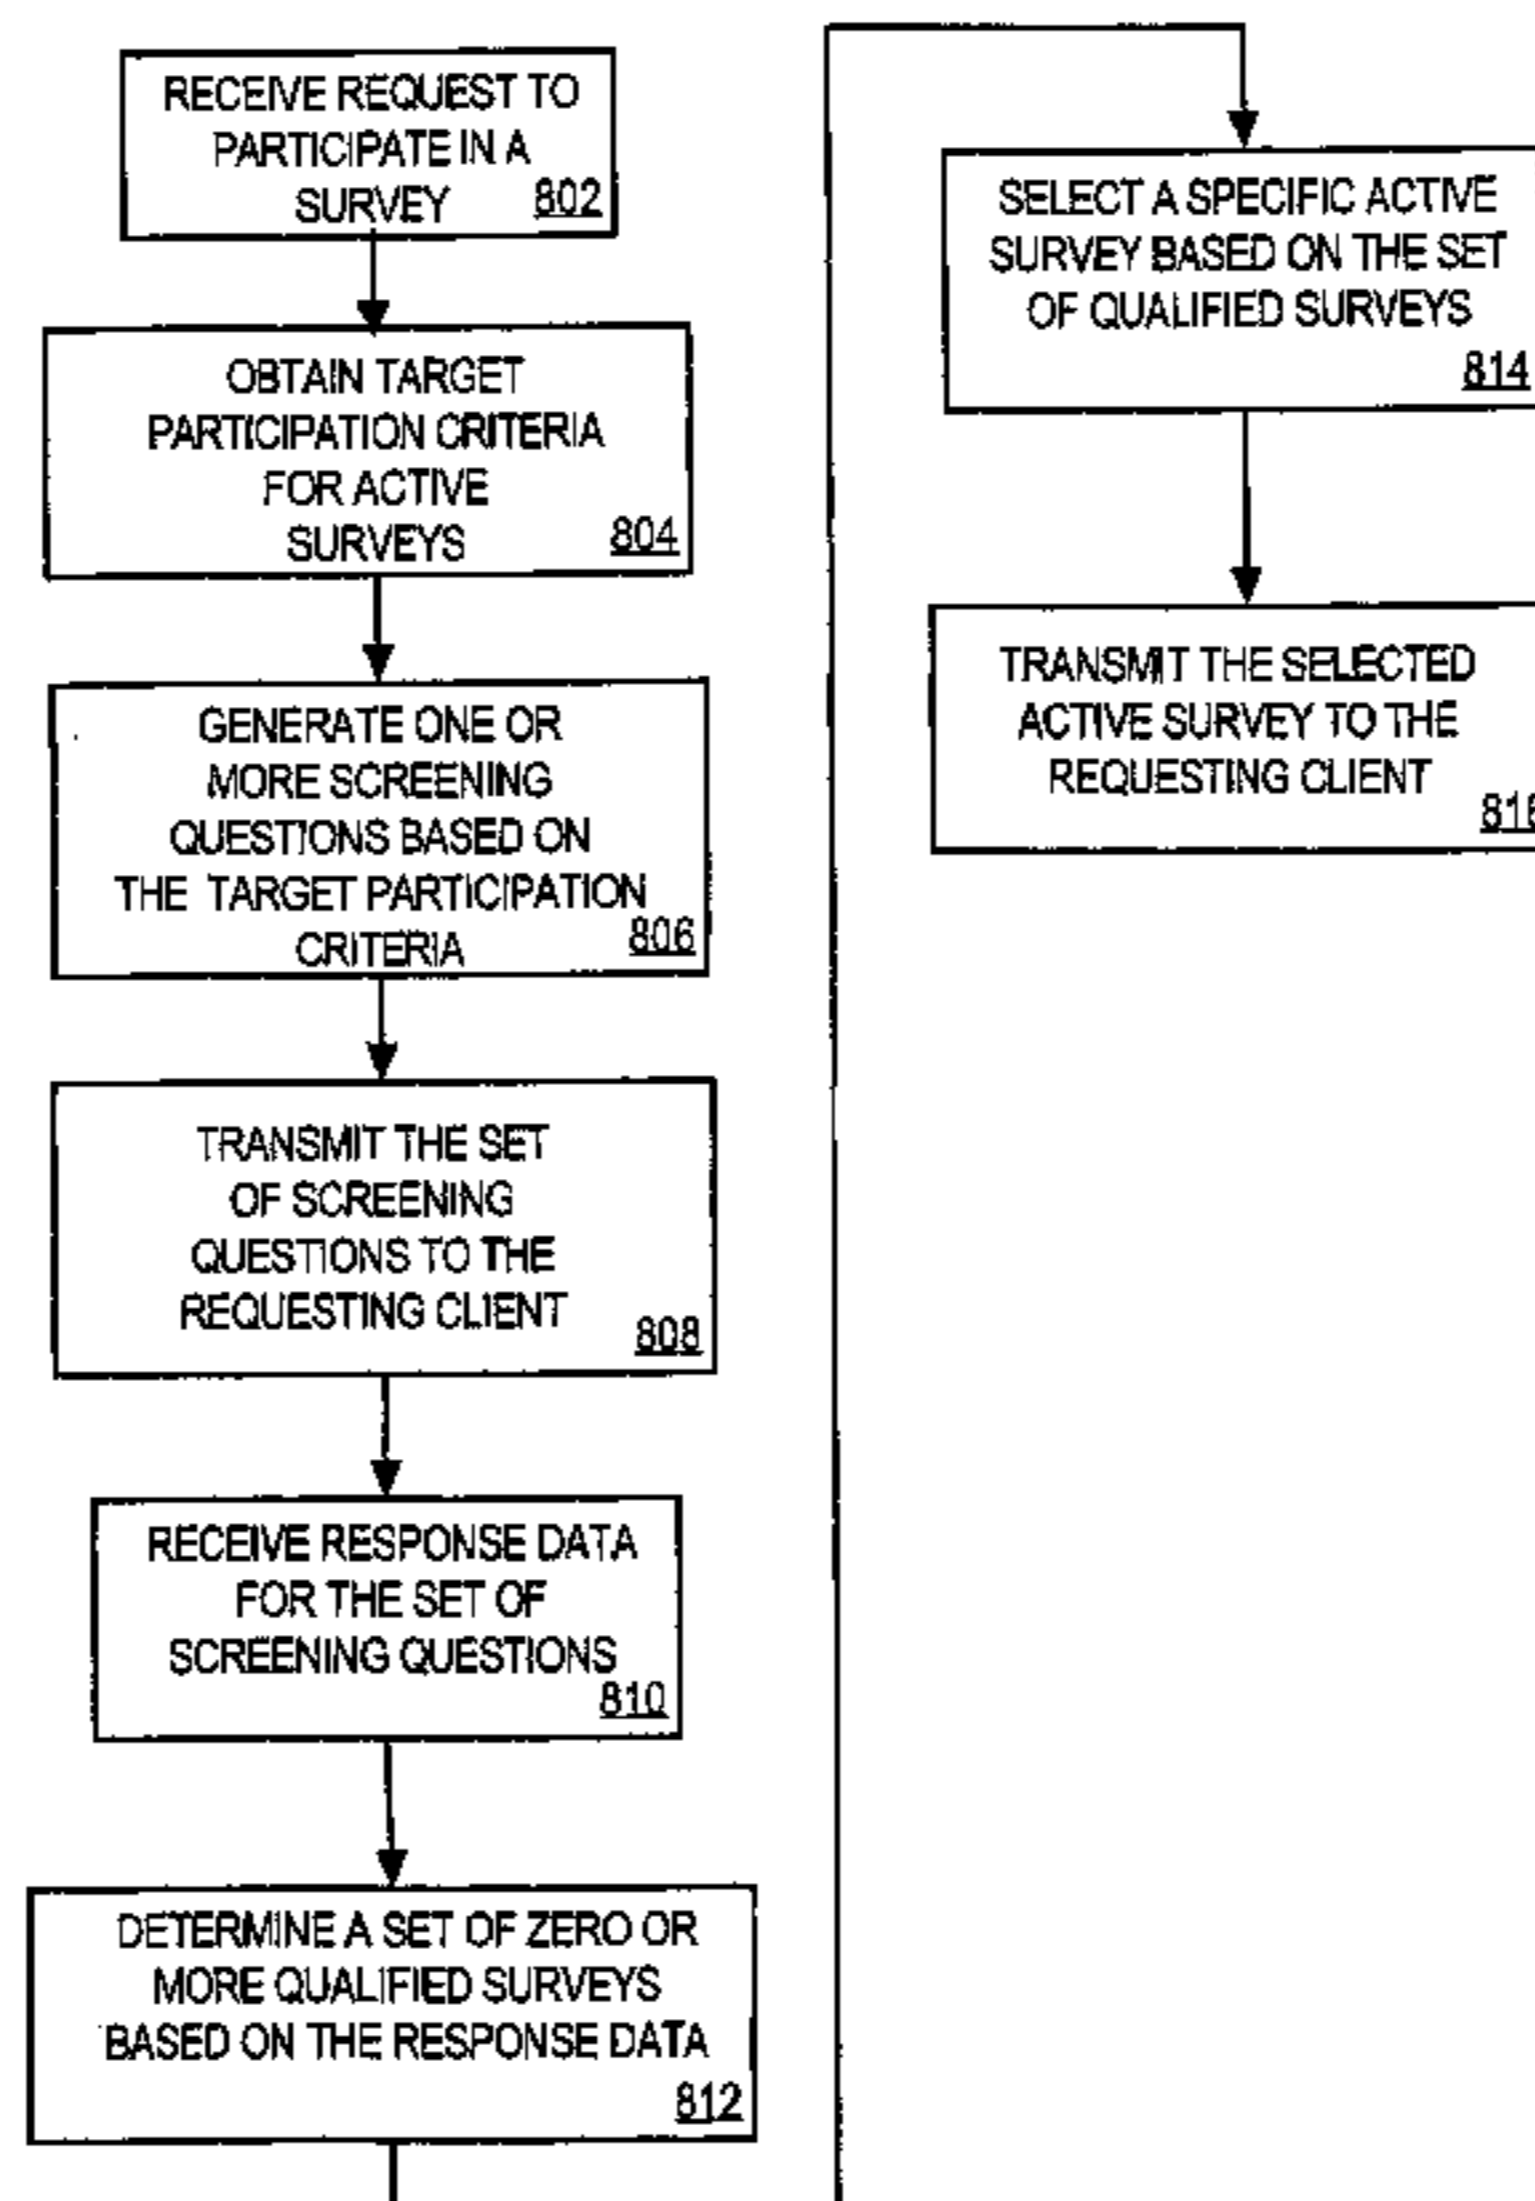 RECEIVE REQUEST TO
PARTICIPATE IN A
SURVEY 802
OBTAIN TARGET
PARTICIPATION CRITERIA
FOR ACTIVE
SURVEYS 804
GENERATE ONE OR
MORE SCREENING
QUESTIONS BASED ON
THE TARGET PARTICIPATION
CRITERIA 806
TRANSMIT THE SET
OF SCREENING
QUESTIONS TO THE
REQUESTING CLIENT
808
RECEIVE RESPONSE DATA
FOR THE SET OF
SCREENING QUESTIONS
810
DETERMINE A SET OF ZERO OR
MORE QUALIFIED SURVEYS
BASED ON THE RESPONSE DATA
812
SELECT A SPECIFIC ACTIVE
SURVEY BASED ON THE SET
OF QUALIFIED SURVEYS
814
TRANSMIT THE SELECTED
ACTIVE SURVEY TO THE
REQUESTING CLIENT
816